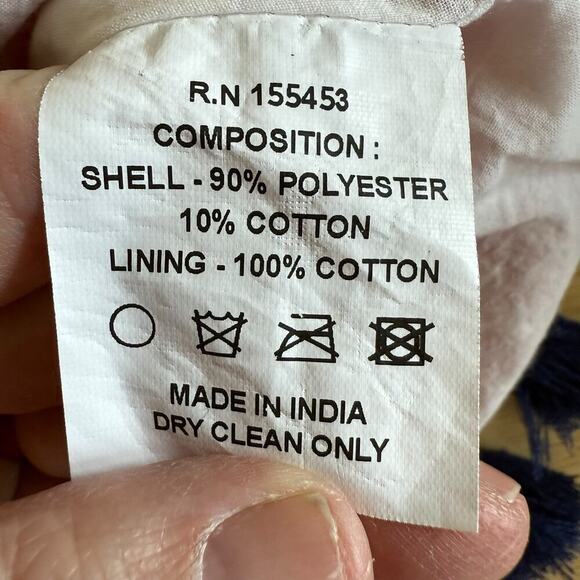 R.N 155453
COMPOSITION :
SHELL - 90% POLYESTER
10% COTTON
LINING - 100% COTTON
MADE IN INDIA
DRY CLEAN ONLY